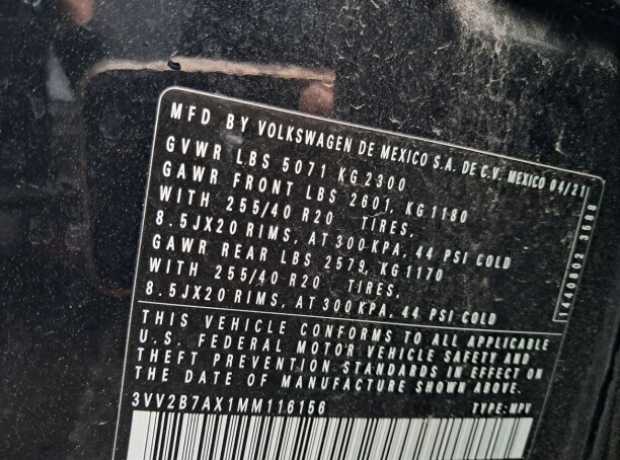 MFD BY VOLKSWAGEN DE MEXICO S.A. DE C.V. MEXICO 04/21
GVWR LBS 5071 KG 2300
GAWR FRONT LBS 2601, KG 1180
WITH 255/40 R20 TIRES,
8.5JX20 RIMS, AT 300 KPA, 44 PSI COLD
GAWR REAR LBS 2579, KG 1170
WITH 255/40 R20 TIRES,
8.5JX20 RIMS, AT 300 KPA, 44 PSI COLD
THIS VEHICLE CONFORMS TO ALL APPLICABLE
U.S. FEDERAL MOTOR VEHICLE SAFETY AND
THEFT PREVENTION STANDARDS IN EFFECT ON
THE DATE OF MANUFACTURE SHOWN ABOVE.
3VV2B7AX1MM116156 TYPE: MPV